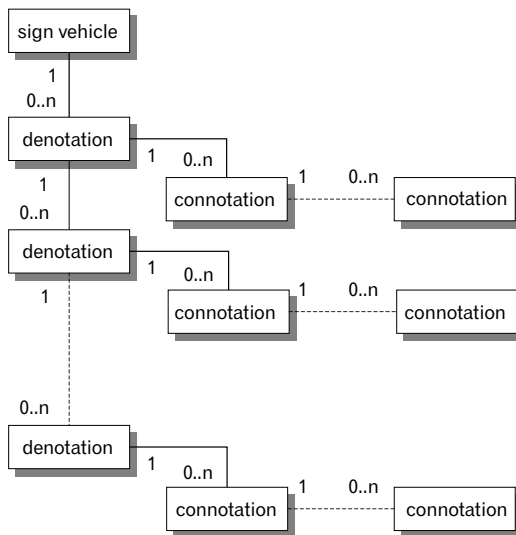 sign vehicle
1
0..n
denotation
1 0..n 1 0..n
1 connotation connotation
0..n
denotation
1 0..n 1 0..n
1 connotation connotation
0..n
denotation
1 0..n 1 0..n
connotation connotation